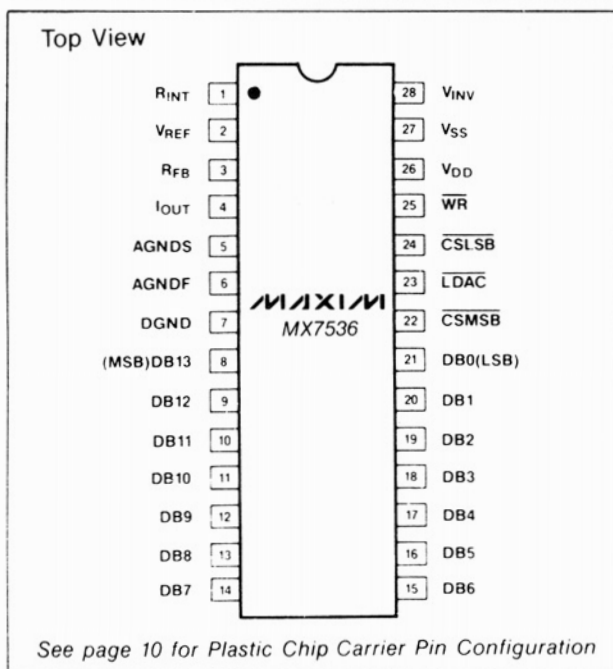 Top View
RINT 1 28 VINV
VREF 2 27 VSS
RFB 3 26 VDD
IOUT 4 25 WR
AGNDS 5 24 CSLSB
AGNDF 6 23 LDAC
DGND 7 MAXIM MX7536 22 CSMSB
(MSB)DB13 8 21 DB0(LSB)
DB12 9 20 DB1
DB11 10 19 DB2
DB10 11 18 DB3
DB9 12 17 DB4
DB8 13 16 DB5
DB7 14 15 DB6
See page 10 for Plastic Chip Carrier Pin Configuration